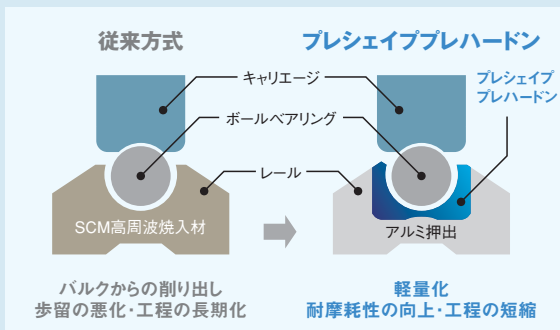 従来方式
プレシェイププレハードン
キャリエージ
プレシェイプ
プレハードン
ボールベアリング
レール
SCM高周波焼入材
アルミ押出
バルクからの削り出し
歩留の悪化・工程の長期化
軽量化
耐摩耗性の向上・工程の短縮